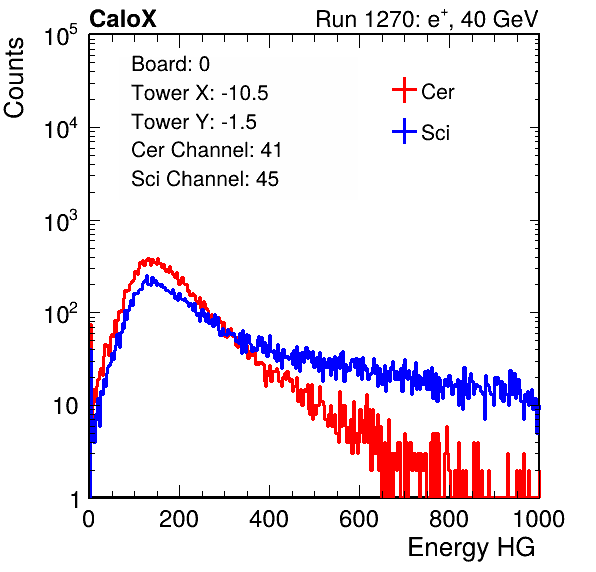 CaloX Run 1270: e⁺, 40 GeV
Counts
Board: 0
Tower X: -10.5
Tower Y: -1.5
Cer Channel: 41
Sci Channel: 45
Cer
Sci
10⁵
10⁴
10³
10²
10
1
0 200 400 600 800 1000
Energy HG